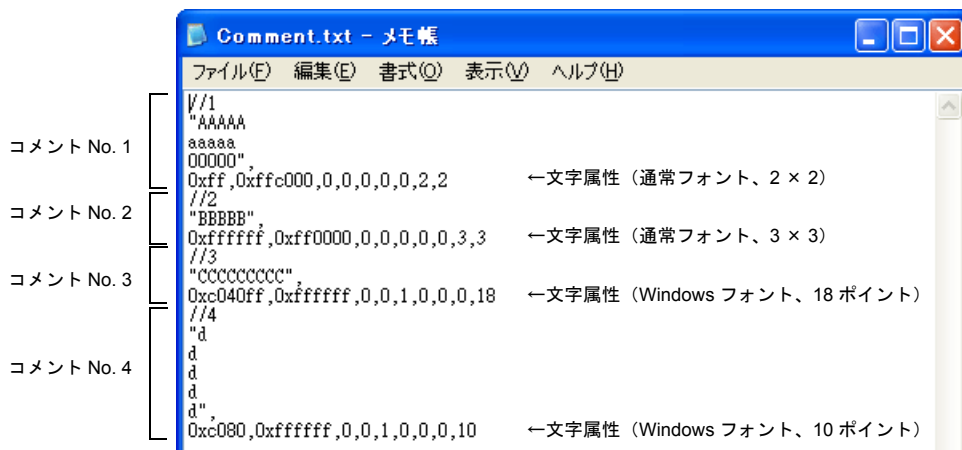 Comment.txt - メモ帳
ファイル(F) 編集(E) 書式(O) 表示(V) ヘルプ(H)
コメント No. 1
//1
"AAAAA
aaaaa
00000",
0xff,0xffc000,0,0,0,0,0,2,2 ←文字属性（通常フォント、2 × 2）
コメント No. 2
//2
"BBBBB",
0xffffff,0xff0000,0,0,0,0,0,3,3 ←文字属性（通常フォント、3 × 3）
コメント No. 3
//3
"CCCCCCCCC",
0xc040ff,0xffffff,0,0,1,0,0,0,18 ←文字属性（Windows フォント、18 ポイント）
コメント No. 4
//4
"d
d
d
d
d",
0xc080,0xffffff,0,0,1,0,0,0,10 ←文字属性（Windows フォント、10 ポイント）